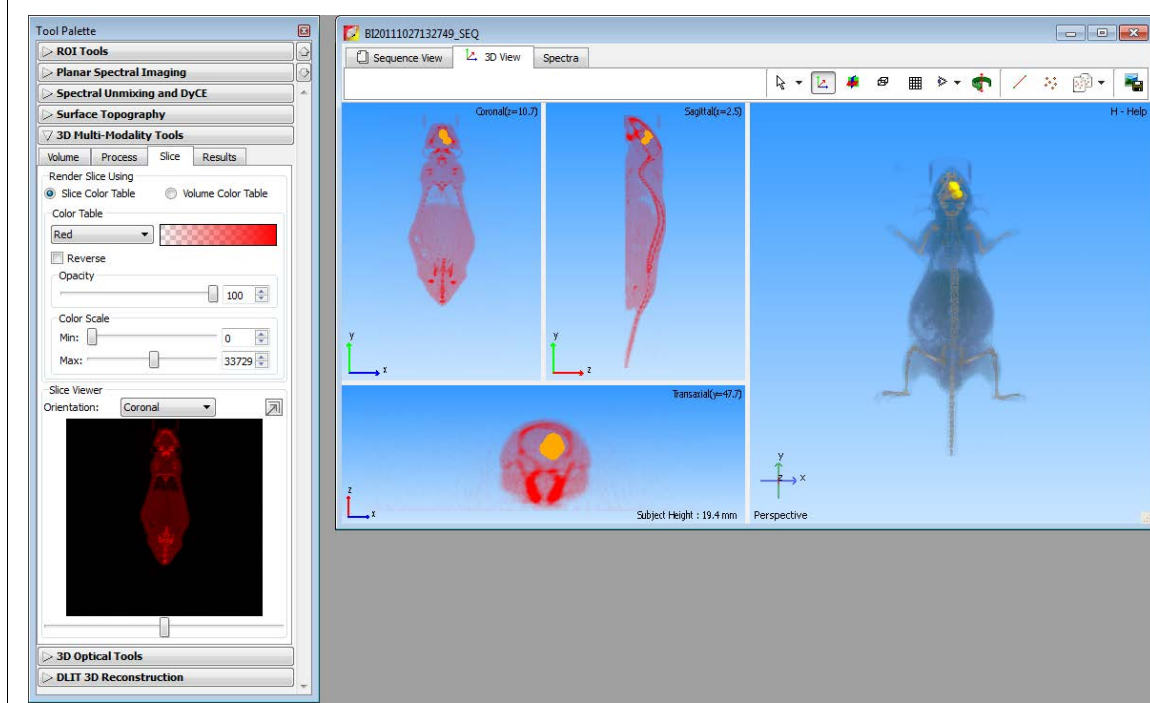 Tool Palette
ROI Tools
Planar Spectral Imaging
Spectral Unmixing and DyCE
Surface Topography
3D Multi-Modality Tools
Volume Process Slice Results
Render Slice Using
Slice Color Table Volume Color Table
Color Table
Red
Reverse
Opacity
100
Color Scale
Min: 0
Max: 33729
Slice Viewer
Orientation: Coronal
3D Optical Tools
DLIT 3D Reconstruction
BI20111027132749_SEQ
Sequence View 3D View Spectra
Coronal(z=10.7)
y
x
Sagittal(x=2.5)
y
z
Transaxial(y=47.7)
z
x
Subject Height : 19.4 mm
H - Help
y
z x
Perspective